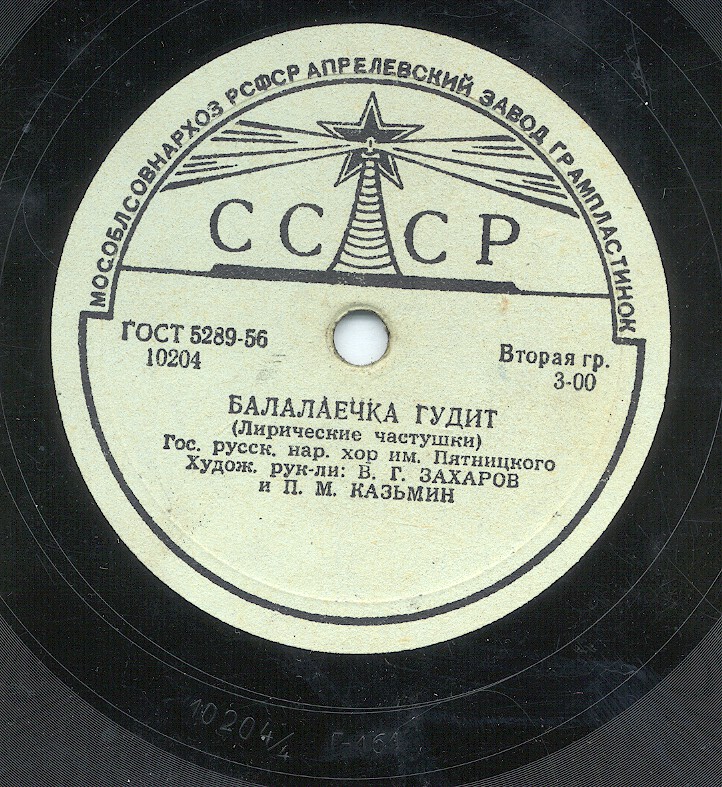 МОСОБЛСОВНАРХОЗ РСФСР АПРЕЛЕВСКИЙ ЗАВОД ГРАМПЛАСТИНОК
СССР
ГОСТ 5289-56
10204
Вторая гр.
3-00
БАЛАЛАЕЧКА ГУДИТ
(Лирические частушки)
Гос. русск. нар. хор им. Пятницкого
Худож. рук-ли: В. Г. ЗАХАРОВ
и П. М. КАЗЬМИН
10204/4